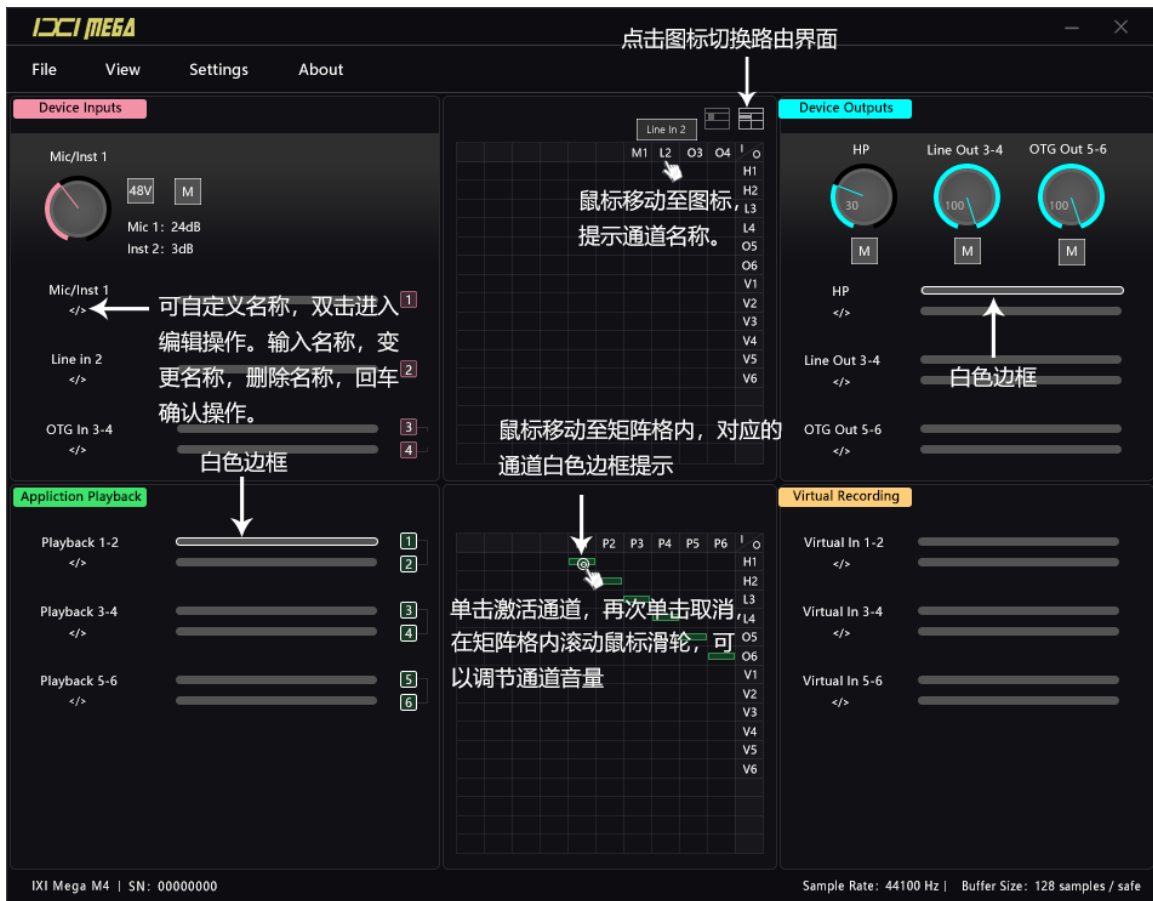 IXI MEGA
点击图标切换路由界面
File View Settings About
Device Inputs
Mic/Inst 1
48V M
Mic 1: 24dB
Inst 2: 3dB
Mic/Inst 1
</>
1
可自定义名称，双击进入
编辑操作。输入名称，变
更名称，删除名称，回车
确认操作。
Line in 2
</>
2
OTG In 3-4
</>
3
4
白色边框
Line In 2
M1 L2 O3 O4 I O
H1
H2
L3
L4
O5
O6
V1
V2
V3
V4
V5
V6
鼠标移动至图标，
提示通道名称。
鼠标移动至矩阵格内，对应的
通道白色边框提示
Device Outputs
HP Line Out 3-4 OTG Out 5-6
30 100 100
M M M
HP
</>
白色边框
Line Out 3-4
</>
OTG Out 5-6
</>
Appliction Playback
Playback 1-2
</>
1
2
Playback 3-4
</>
3
4
Playback 5-6
</>
5
6
P2 P3 P4 P5 P6 I O
H1
H2
L3
L4
O5
O6
V1
V2
V3
V4
V5
V6
单击激活通道，再次单击取消，
在矩阵格内滚动鼠标滑轮，可
以调节通道音量
Virtual Recording
Virtual In 1-2
</>
Virtual In 3-4
</>
Virtual In 5-6
</>
IXI Mega M4 | SN: 00000000
Sample Rate: 44100 Hz | Buffer Size: 128 samples / safe